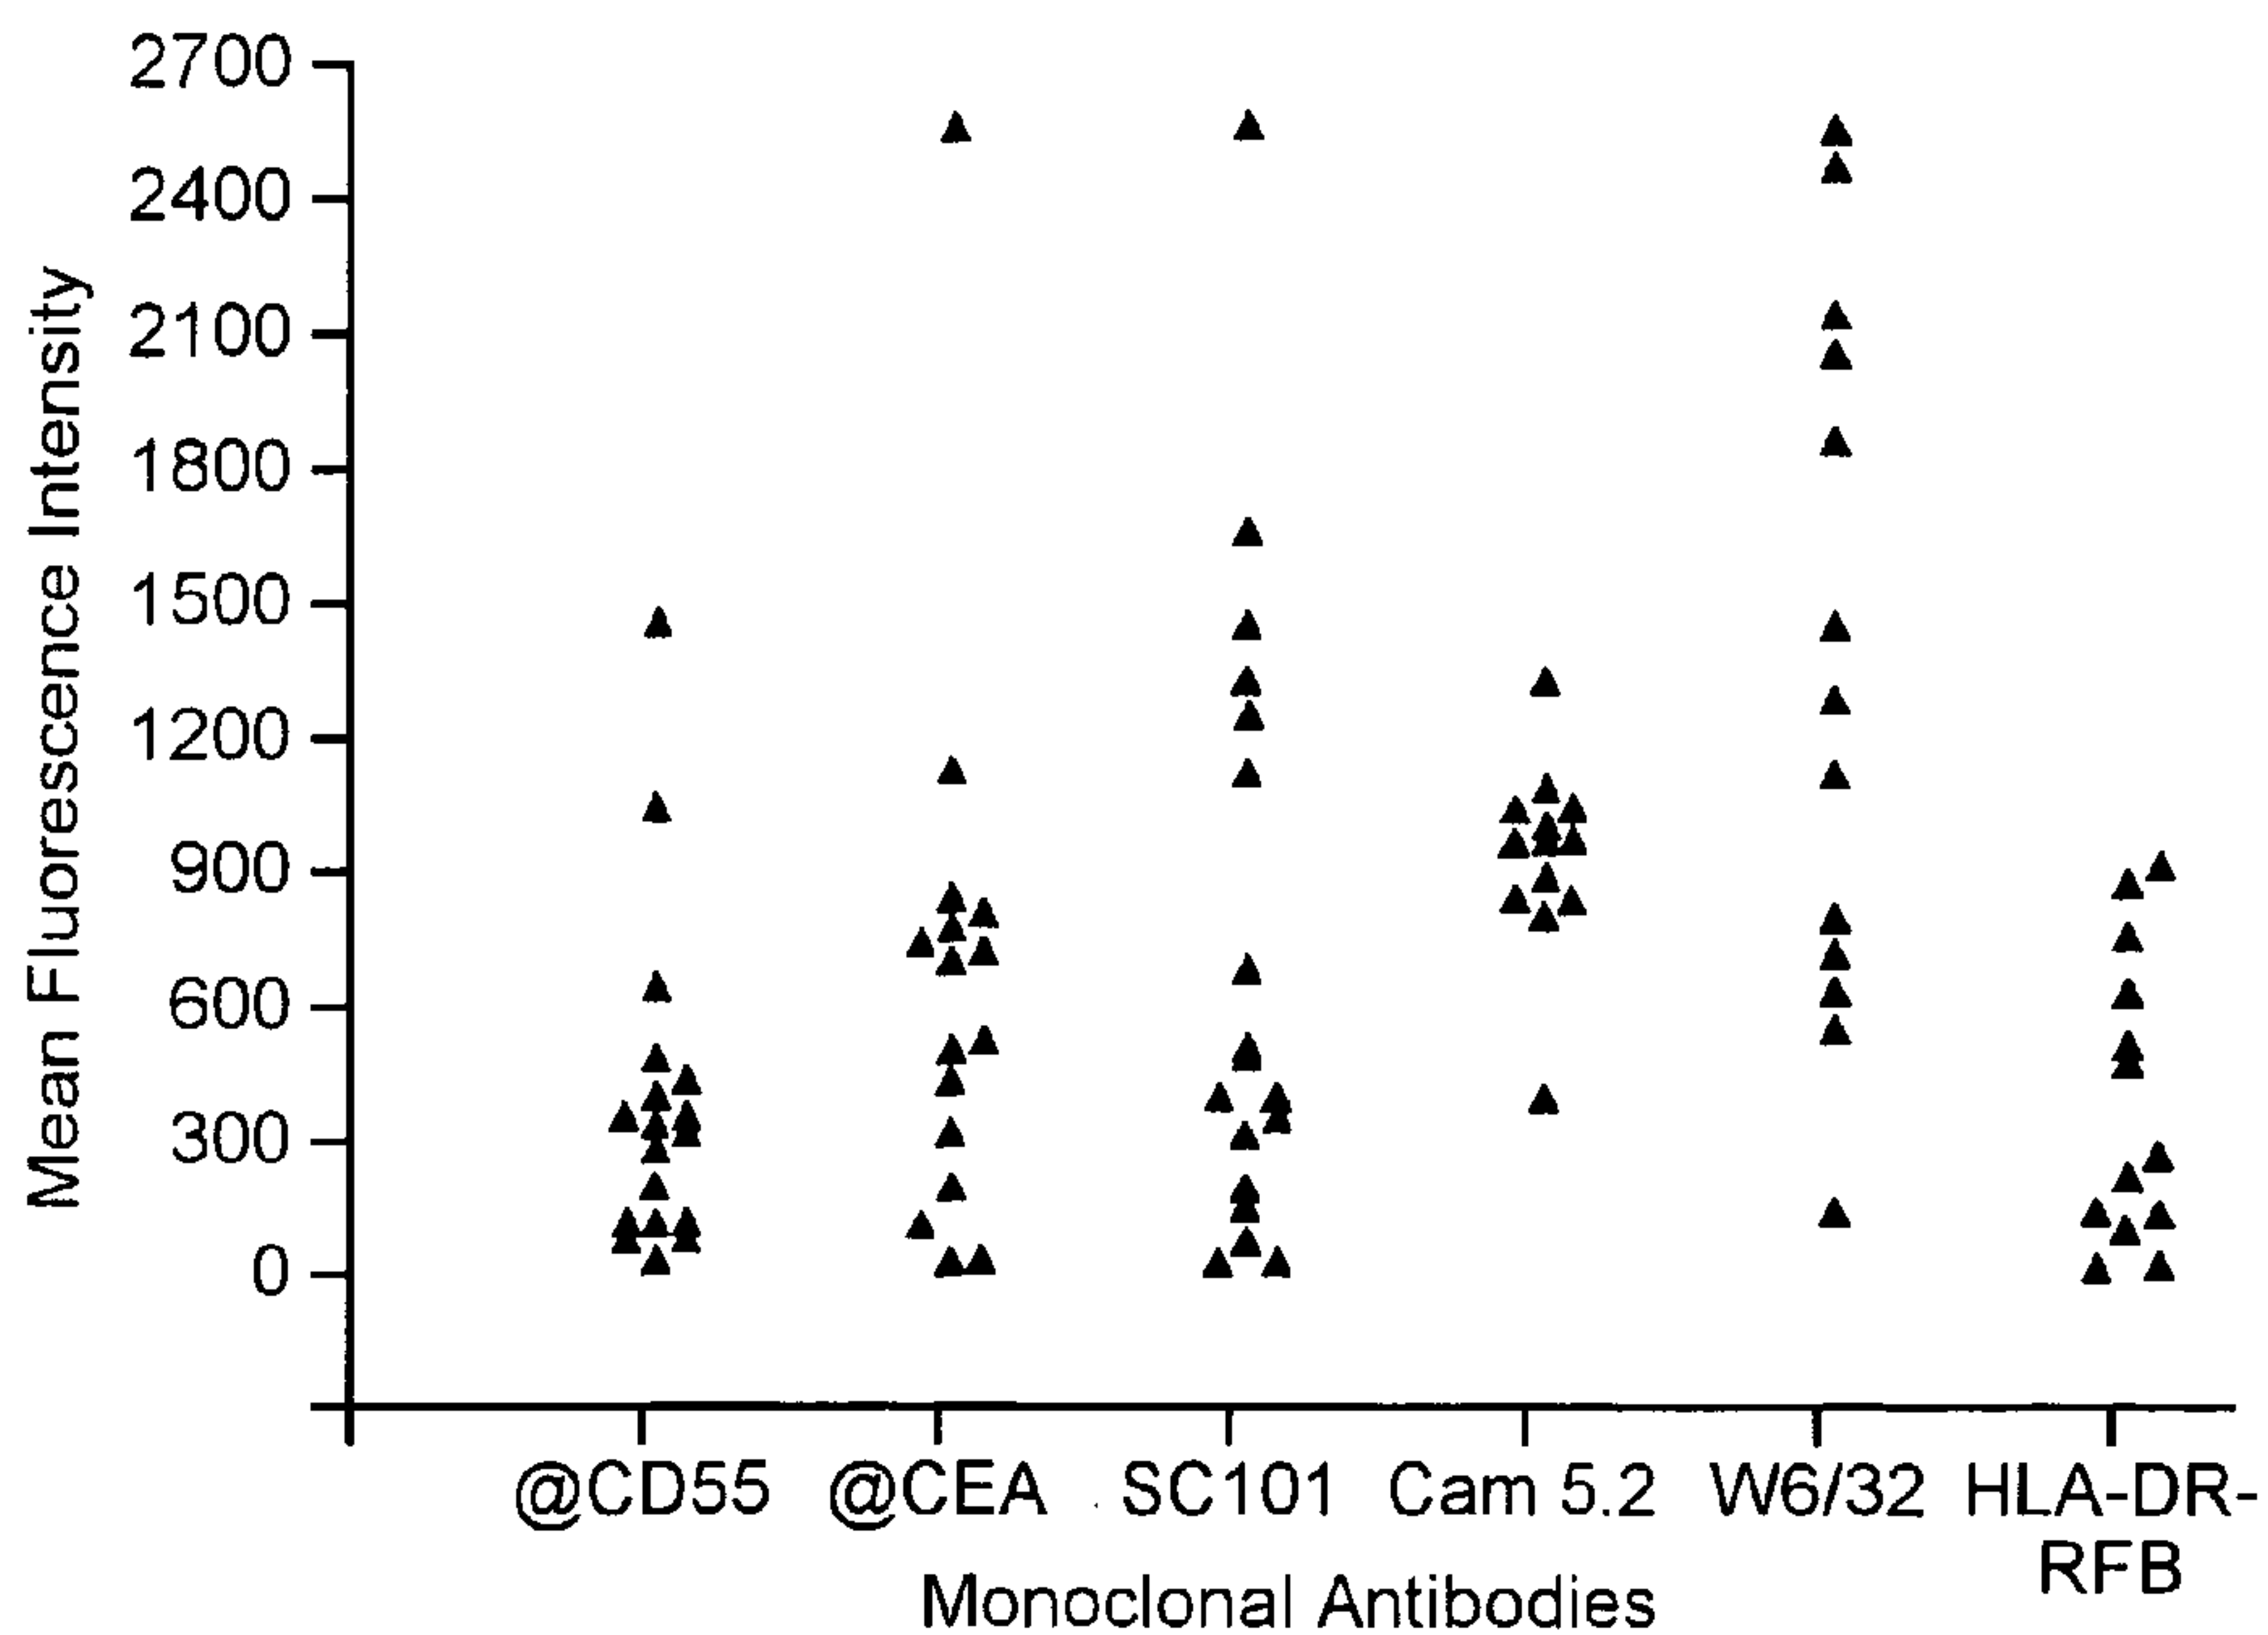 2700
2400
2100
1800
1500
1200
900
600
300
0
Mean Fluorescence Intensity
@CD55 @CEA SC101 Cam 5.2 W6/32 HLA-DR-
RFB
Monoclonal Antibodies